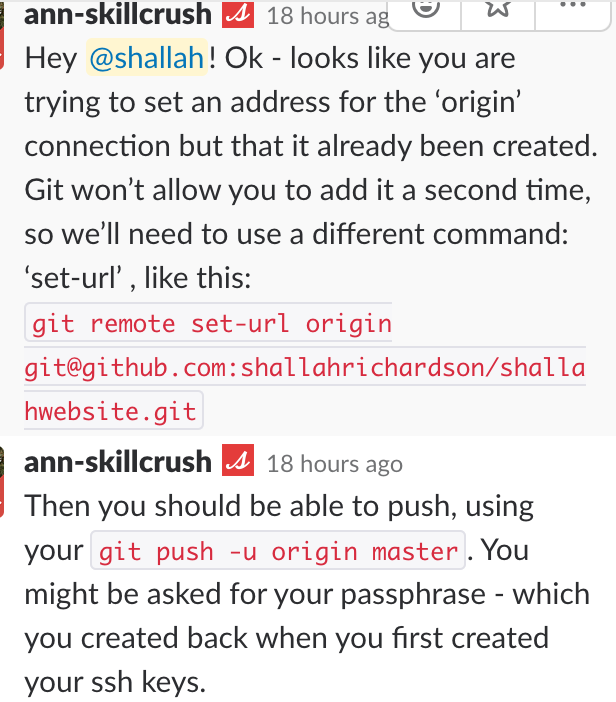 ann-skillcrush 18 hours ag
Hey @shallah! Ok - looks like you are
trying to set an address for the ‘origin’
connection but that it already been created.
Git won’t allow you to add it a second time,
so we’ll need to use a different command:
‘set-url’ , like this:
git remote set-url origin
git@github.com:shallahrichardson/shalla
hwebsite.git
ann-skillcrush 18 hours ago
Then you should be able to push, using
your git push -u origin master. You
might be asked for your passphrase - which
you created back when you first created
your ssh keys.